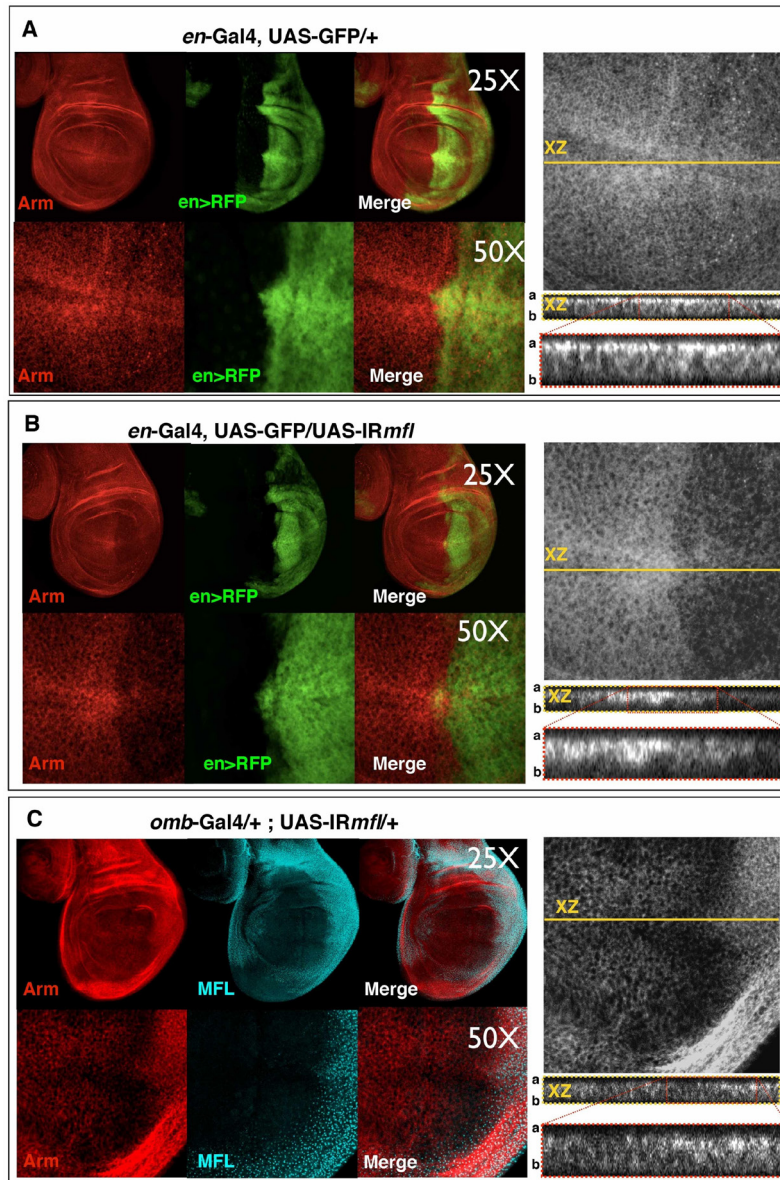 A
en-Gal4, UAS-GFP/+
25X
Arm
en>RFP
Merge
50X
Arm
en>RFP
Merge
XZ
a
XZ
b
a
b
B
en-Gal4, UAS-GFP/UAS-IRmfl
25X
Arm
en>RFP
Merge
50X
Arm
en>RFP
Merge
XZ
a
XZ
b
a
b
C
omb-Gal4/+ ; UAS-IRmfl/+
25X
Arm
MFL
Merge
50X
Arm
MFL
Merge
XZ
a
XZ
b
a
b